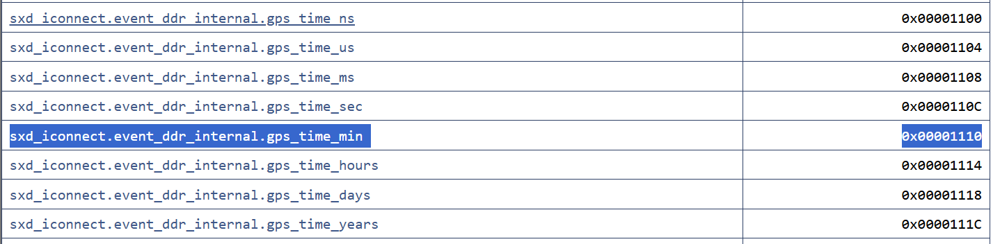 sxd_iconnect.event_ddr_internal.gps_time_ns 0x00001100
sxd_iconnect.event_ddr_internal.gps_time_us 0x00001104
sxd_iconnect.event_ddr_internal.gps_time_ms 0x00001108
sxd_iconnect.event_ddr_internal.gps_time_sec 0x0000110C
sxd_iconnect.event_ddr_internal.gps_time_min 0x00001110
sxd_iconnect.event_ddr_internal.gps_time_hours 0x00001114
sxd_iconnect.event_ddr_internal.gps_time_days 0x00001118
sxd_iconnect.event_ddr_internal.gps_time_years 0x0000111C